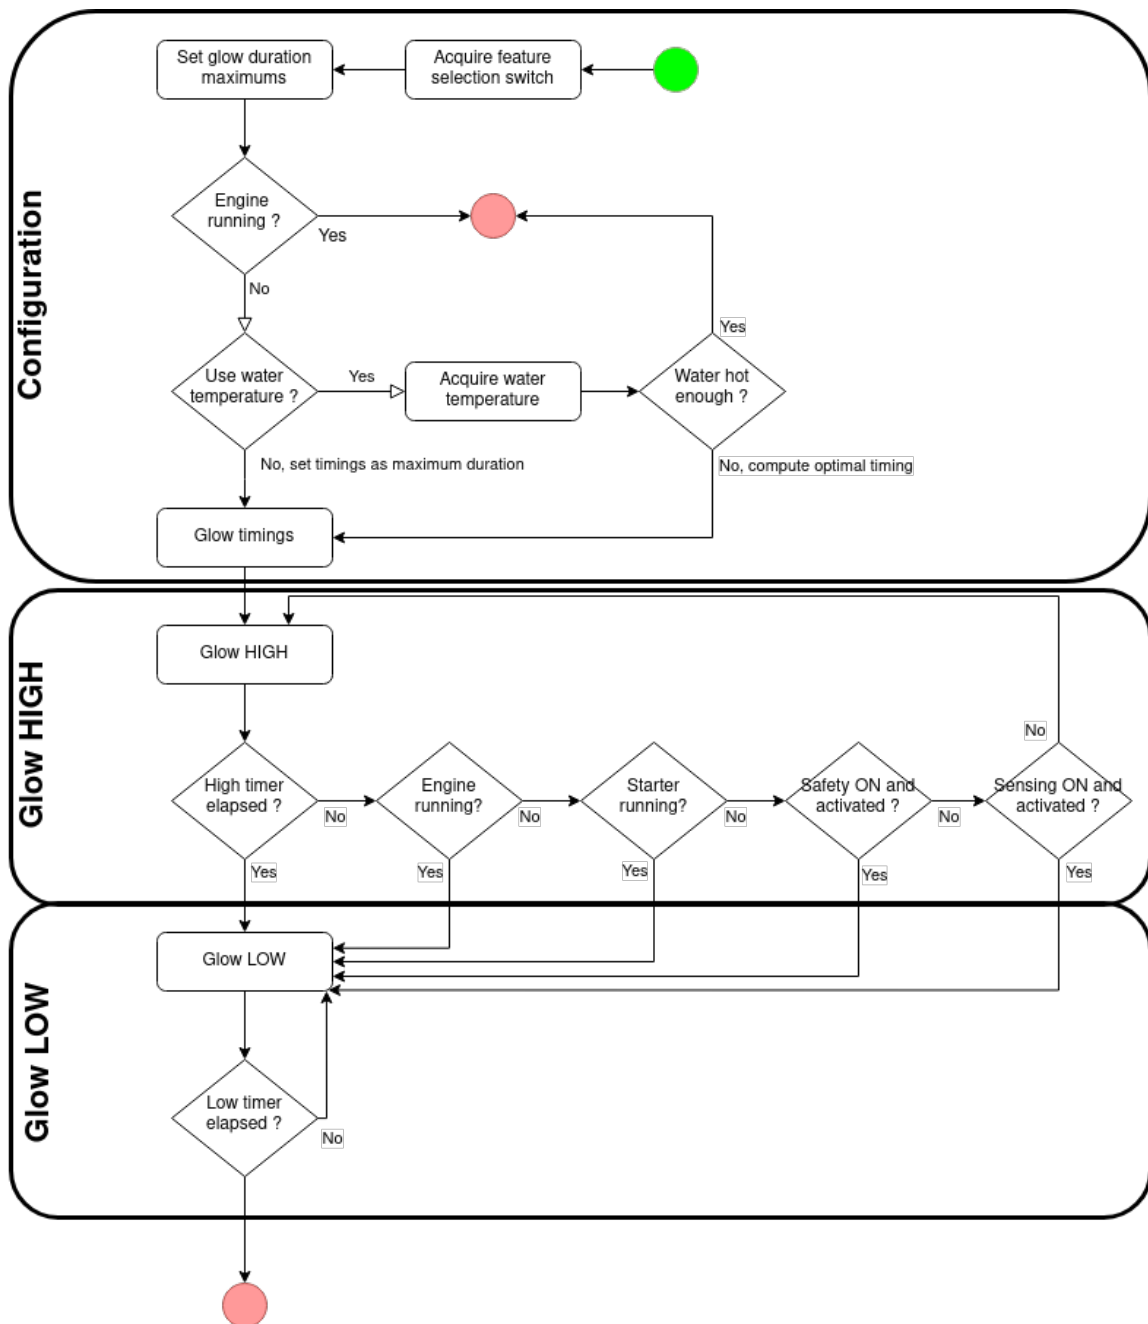 Configuration
Set glow duration
maximums
Acquire feature
selection switch
Engine
running ?
Yes
No
Use water
temperature ?
Yes
Acquire water
temperature
Water hot
enough ?
Yes
No, set timings as maximum duration
No, compute optimal timing
Glow timings
Glow HIGH
Glow HIGH
High timer
elapsed ?
No
Yes
Engine
running?
No
Yes
Starter
running?
No
Yes
Safety ON and
activated ?
No
Yes
Sensing ON and
activated ?
No
Yes
Glow LOW
Glow LOW
Low timer
elapsed ?
No